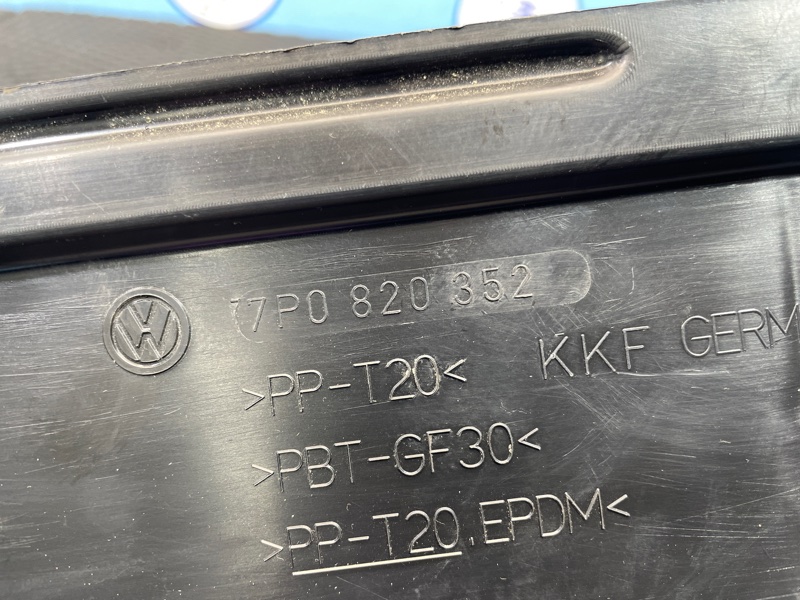 7P0 820 352
>PP-T20< KKF GERM
>PBT-GF30<
>PP-T20.EPDM<